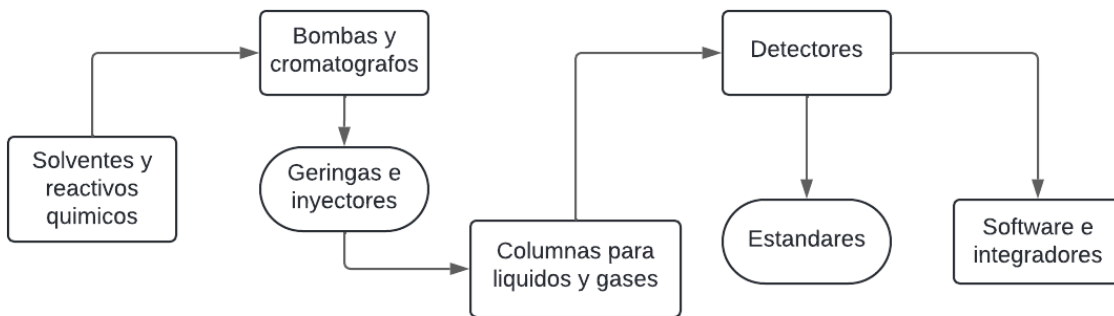 Solventes y
reactivos
quimicos
Bombas y
cromatografos
Geringas e
inyectores
Columnas para
liquidos y gases
Detectores
Estandares
Software e
integradores